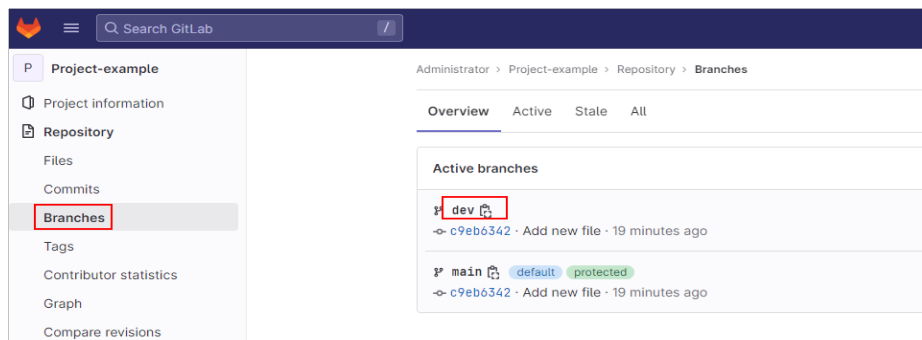 Search GitLab /
P Project-example
Project information
Repository
Files
Commits
Branches
Tags
Contributor statistics
Graph
Compare revisions
Administrator > Project-example > Repository > Branches
Overview Active Stale All
Active branches
dev
c9eb6342 · Add new file · 19 minutes ago
main default protected
c9eb6342 · Add new file · 19 minutes ago